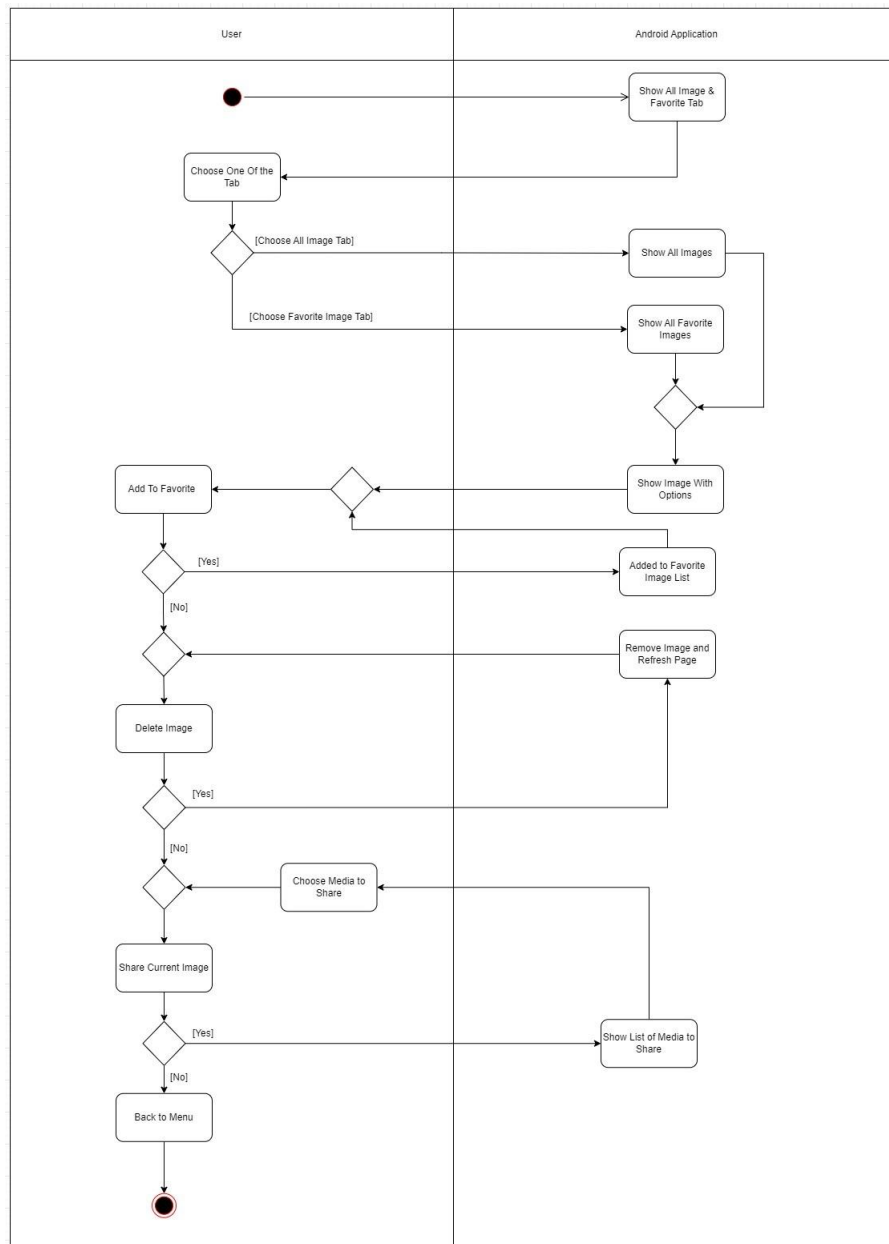 User
Android Application
Show All Image &
Favorite Tab
Choose One Of the
Tab
[Choose All Image Tab]
Show All Images
[Choose Favorite Image Tab]
Show All Favorite
Images
Add To Favorite
Show Image With
Options
[Yes]
Added to Favorite
Image List
[No]
Remove Image and
Refresh Page
Delete Image
[Yes]
[No]
Choose Media to
Share
Share Current Image
[Yes]
Show List of Media to
Share
[No]
Back to Menu